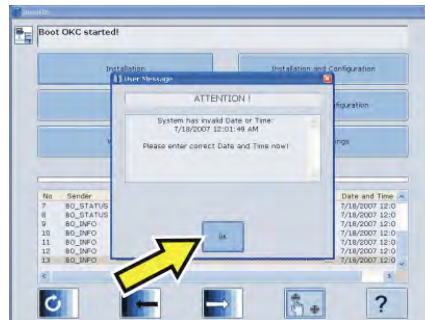 Boot OKC started!
Installation
Installation and Configuration
User Message
ATTENTION !
System has invalid Date or Time:
7/18/2007 12:01:49 AM
Please enter correct Date and Time now!
ok
No Sender Date and Time
7 BO_STATUS 7/18/2007 12:0
8 BO_STATUS 7/18/2007 12:0
9 BO_INFO 7/18/2007 12:0
10 BO_INFO 7/18/2007 12:0
11 BO_INFO 7/18/2007 12:0
12 BO_INFO 7/18/2007 12:0
13 BO_INFO 7/18/2007 12:0
?